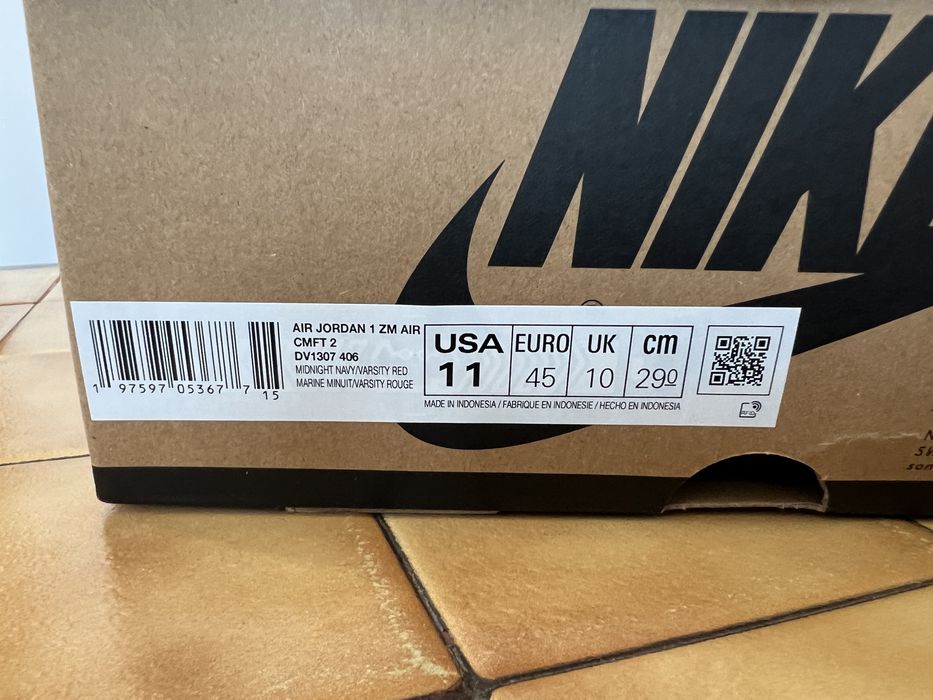 NIK
AIR JORDAN 1 ZM AIR
CMFT 2
DV1307 406
MIDNIGHT NAVY/VARSITY RED
MARINE MINUIT/VARSITY ROUGE
1 97597 05367 7 15
USA EURO UK cm
11 45 10 290
MADE IN INDONESIA / FABRIQUE EN INDONESIE / HECHO EN INDONESIA